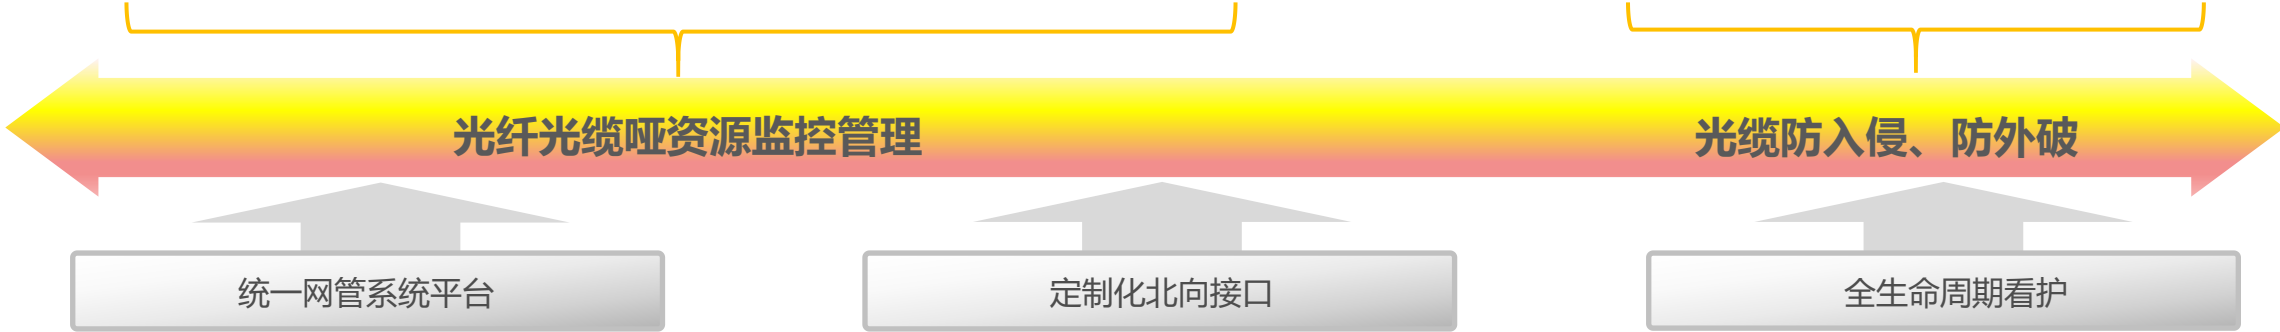 光纤光缆哑资源监控管理
光缆防入侵、防外破
统一网管系统平台
定制化北向接口
全生命周期看护